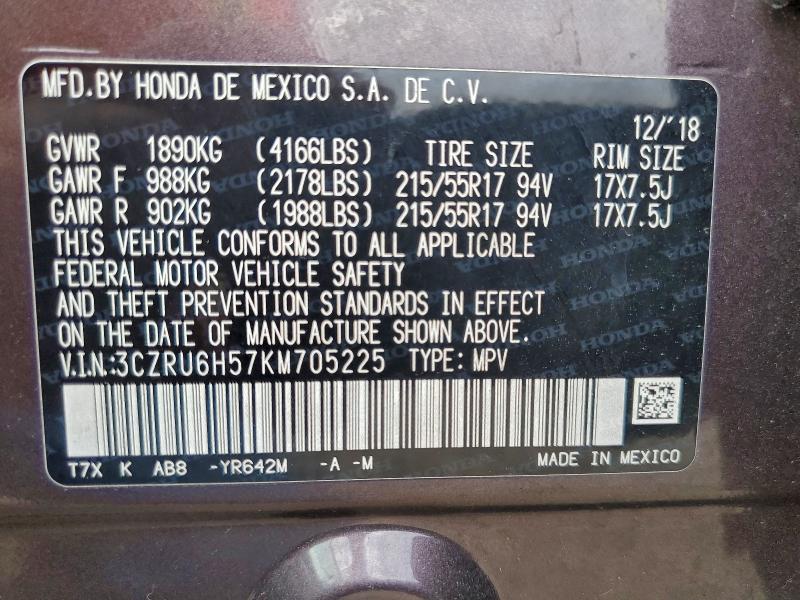 MFD.BY HONDA DE MEXICO S.A. DE C.V.
12/'18
GVWR 1890KG (4166LBS) TIRE SIZE RIM SIZE
GAWR F 988KG (2178LBS) 215/55R17 94V 17X7.5J
GAWR R 902KG (1988LBS) 215/55R17 94V 17X7.5J
THIS VEHICLE CONFORMS TO ALL APPLICABLE
FEDERAL MOTOR VEHICLE SAFETY
AND THEFT PREVENTION STANDARDS IN EFFECT
ON THE DATE OF MANUFACTURE SHOWN ABOVE.
V.I.N.:3CZRU6H57KM705225 TYPE: MPV
T7X K AB8 -YR642M -A -M MADE IN MEXICO